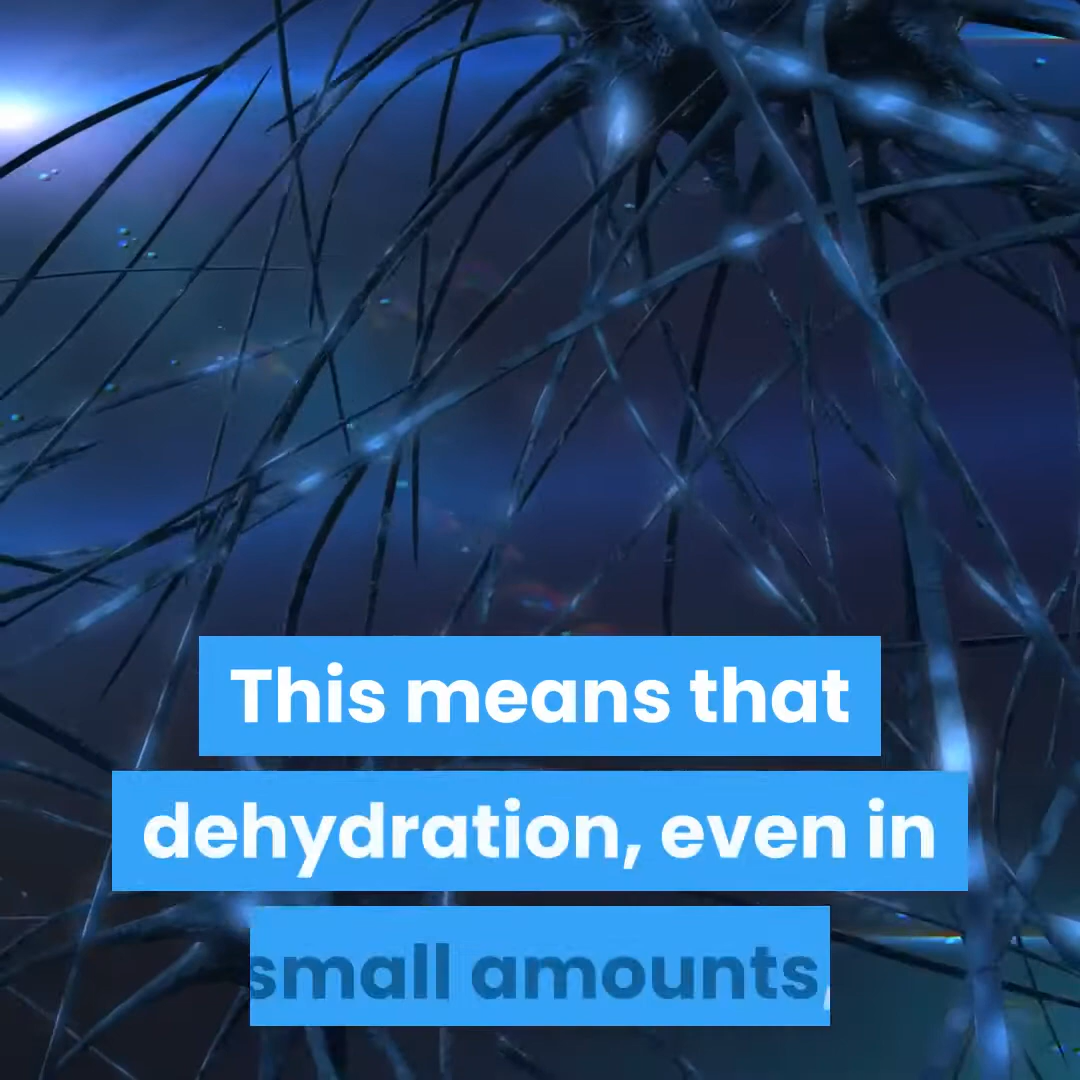 This means that
dehydration, even in
small amounts,